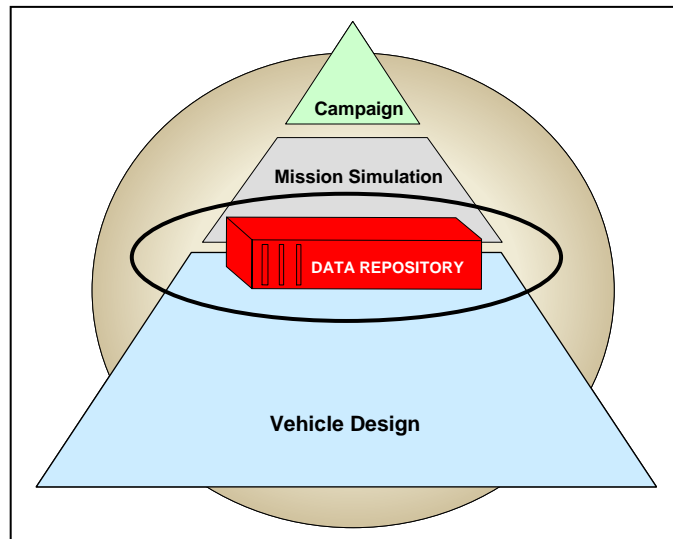 Campaign
Mission Simulation
DATA REPOSITORY
Vehicle Design